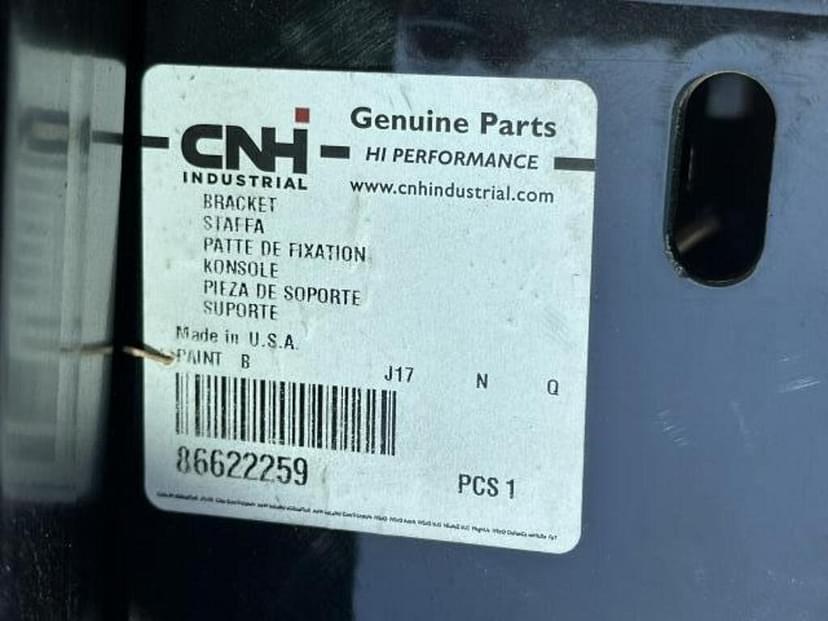 CNH
INDUSTRIAL
Genuine Parts
HI PERFORMANCE
www.cnhindustrial.com
BRACKET
STAFFA
PATTE DE FIXATION
KONSOLE
PIEZA DE SOPORTE
SUPORTE
Made in U.S.A.
PAINT B J17 N Q
86622259 PCS 1